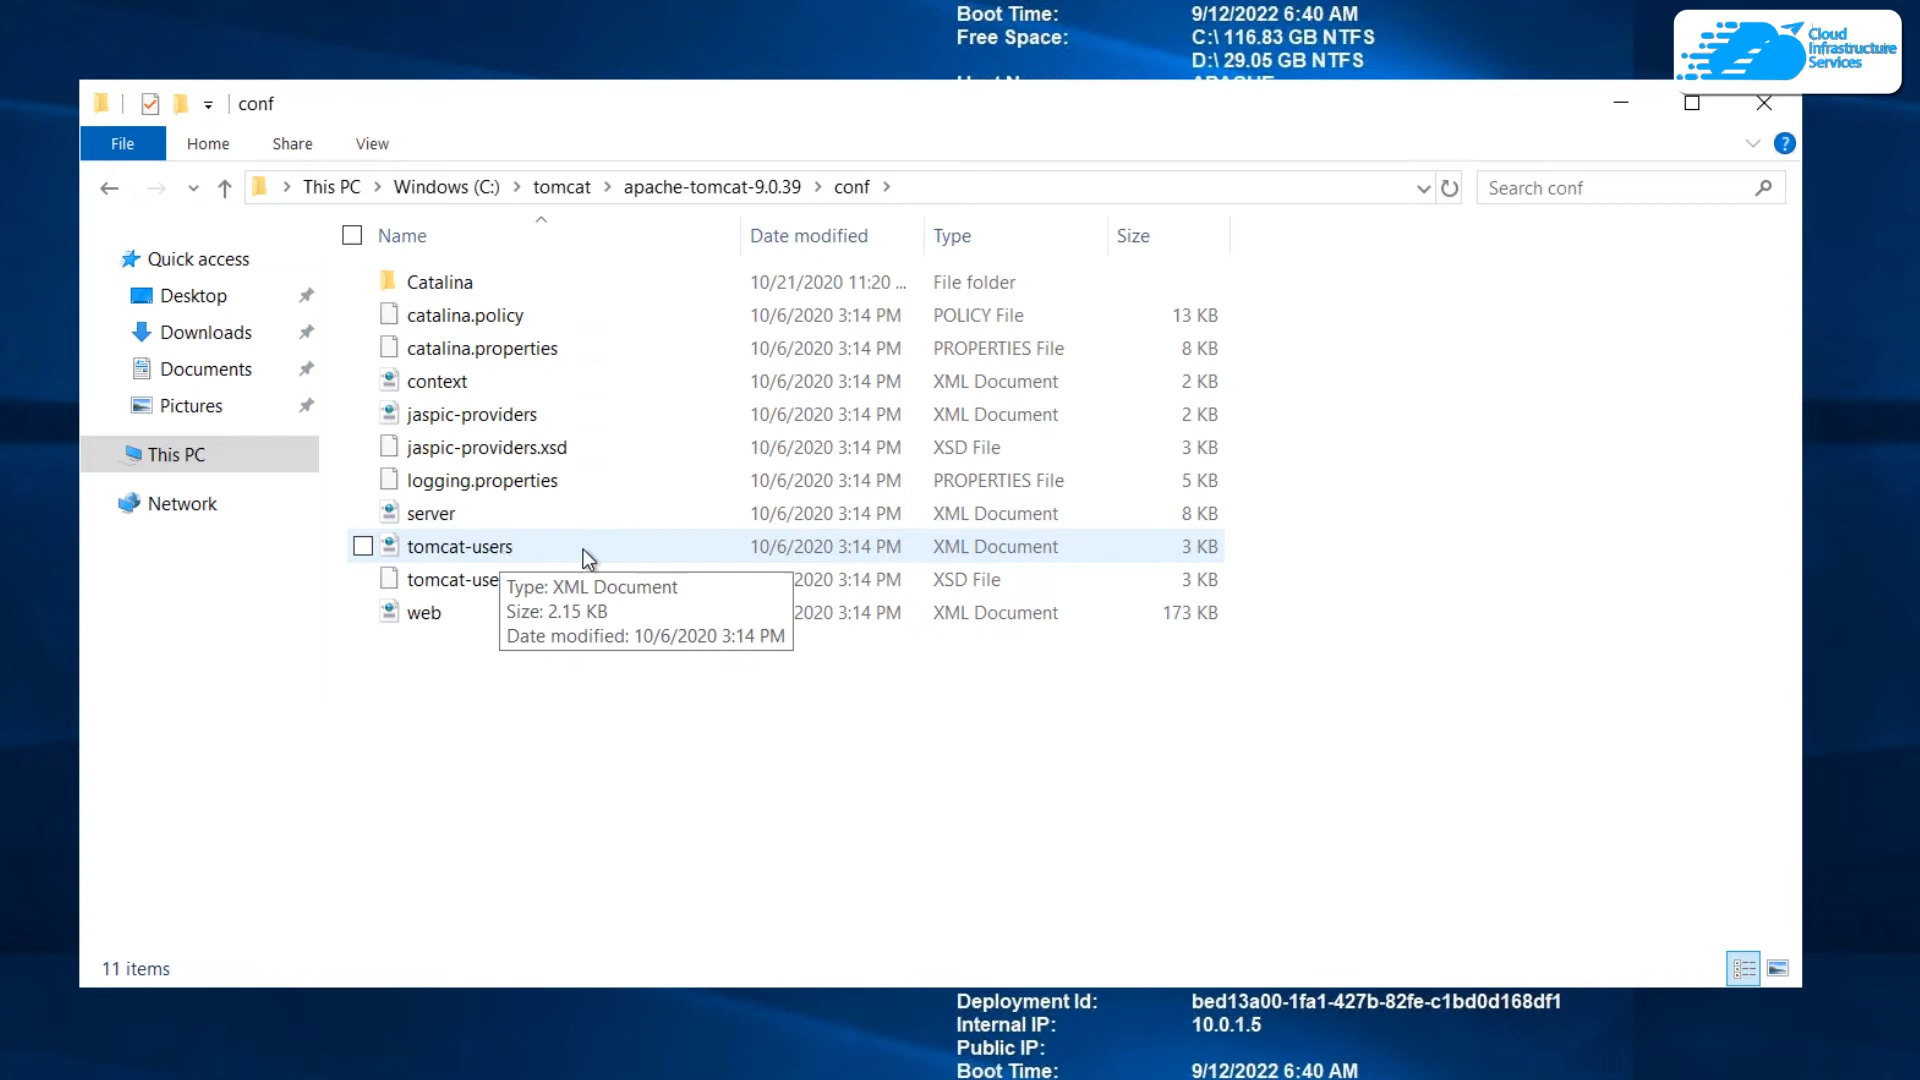 Boot Time: 9/12/2022 6:40 AM
Free Space: C:\ 116.83 GB NTFS
D:\ 29.05 GB NTFS
Cloud
Infrastructure
Services
conf
File Home Share View
This PC > Windows (C:) > tomcat > apache-tomcat-9.0.39 > conf >
Search conf
Name Date modified Type Size
Quick access
Desktop
Downloads
Documents
Pictures
This PC
Network
Catalina 10/21/2020 11:20 ... File folder
catalina.policy 10/6/2020 3:14 PM POLICY File 13 KB
catalina.properties 10/6/2020 3:14 PM PROPERTIES File 8 KB
context 10/6/2020 3:14 PM XML Document 2 KB
jaspic-providers 10/6/2020 3:14 PM XML Document 2 KB
jaspic-providers.xsd 10/6/2020 3:14 PM XSD File 3 KB
logging.properties 10/6/2020 3:14 PM PROPERTIES File 5 KB
server 10/6/2020 3:14 PM XML Document 8 KB
tomcat-users 10/6/2020 3:14 PM XML Document 3 KB
tomcat-use 2020 3:14 PM XSD File 3 KB
web 2020 3:14 PM XML Document 173 KB
Type: XML Document
Size: 2.15 KB
Date modified: 10/6/2020 3:14 PM
11 items
Deployment Id: bed13a00-1fa1-427b-82fe-c1bd0d168df1
Internal IP: 10.0.1.5
Public IP:
Boot Time: 9/12/2022 6:40 AM